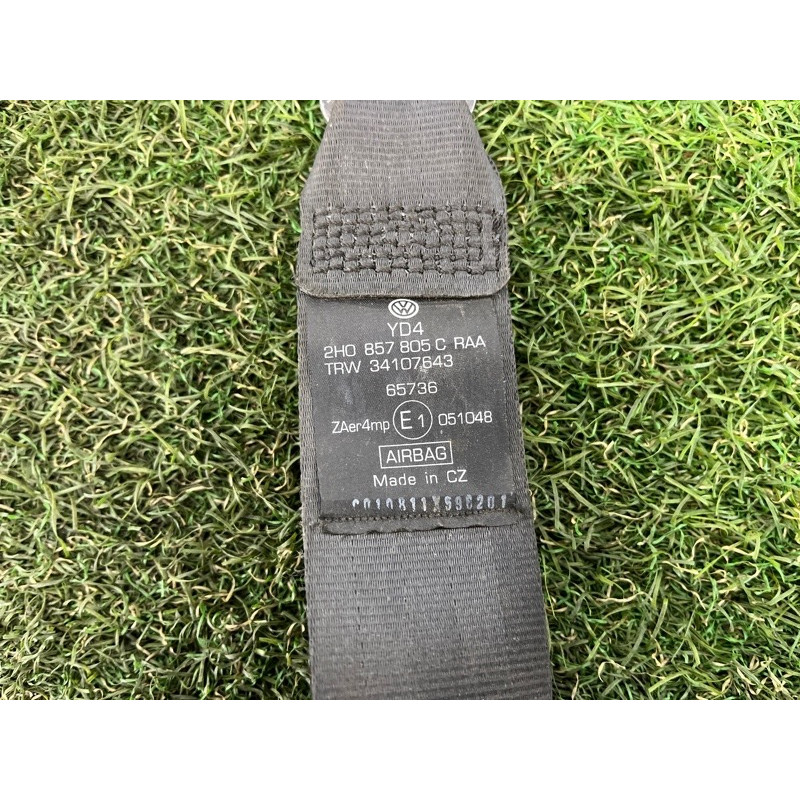 YD4
2H0 857 805 C RAA
TRW 34107643
65736
ZAer4mp E1 051048
AIRBAG
Made in CZ